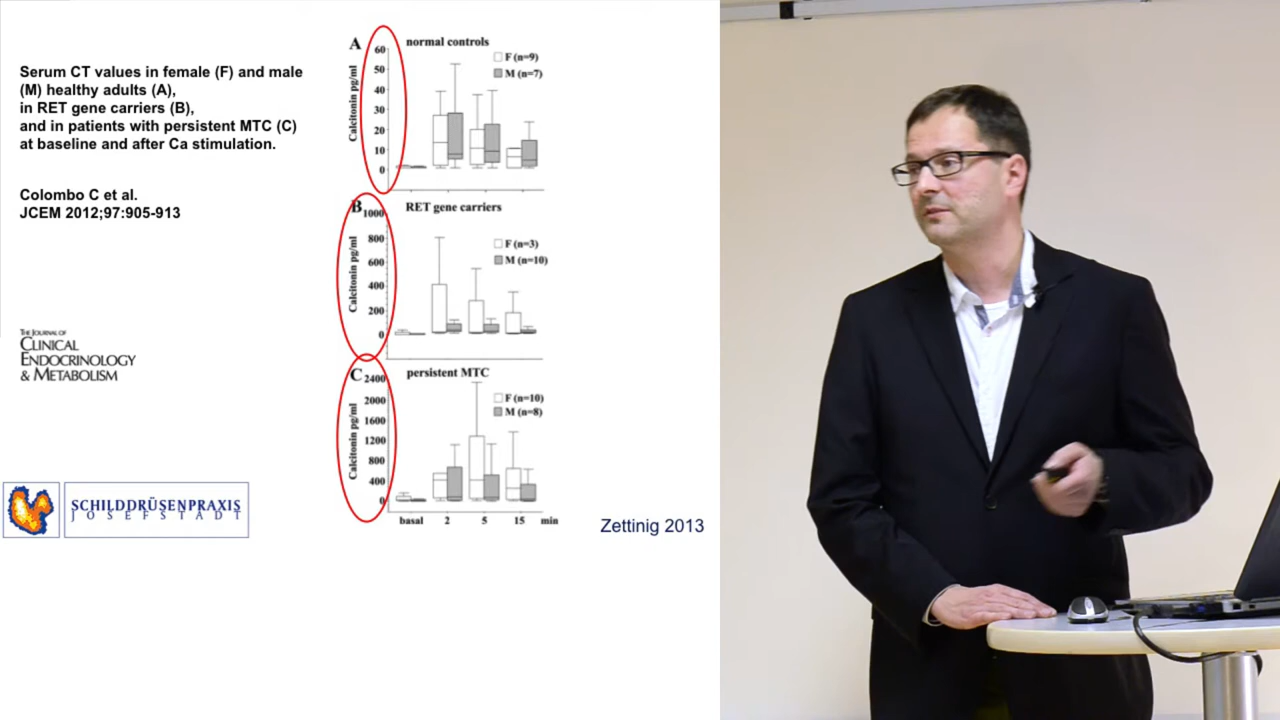 Serum CT values in female (F) and male
(M) healthy adults (A),
in RET gene carriers (B),
and in patients with persistent MTC (C)
at baseline and after Ca stimulation.
Colombo C et al.
JCEM 2012;97:905-913
THE JOURNAL OF
CLINICAL
ENDOCRINOLOGY
& METABOLISM
SCHILDDRÜSENPRAXIS
JOSEFSTADT
A
normal controls
Calcitonin pg/ml
60
50
40
30
20
10
0
F (n=9)
M (n=7)
B
RET gene carriers
Calcitonin pg/ml
1000
800
600
400
200
0
F (n=3)
M (n=10)
C
persistent MTC
Calcitonin pg/ml
2400
2000
1600
1200
800
400
0
F (n=10)
M (n=8)
basal 2 5 15 min
Zettinig 2013